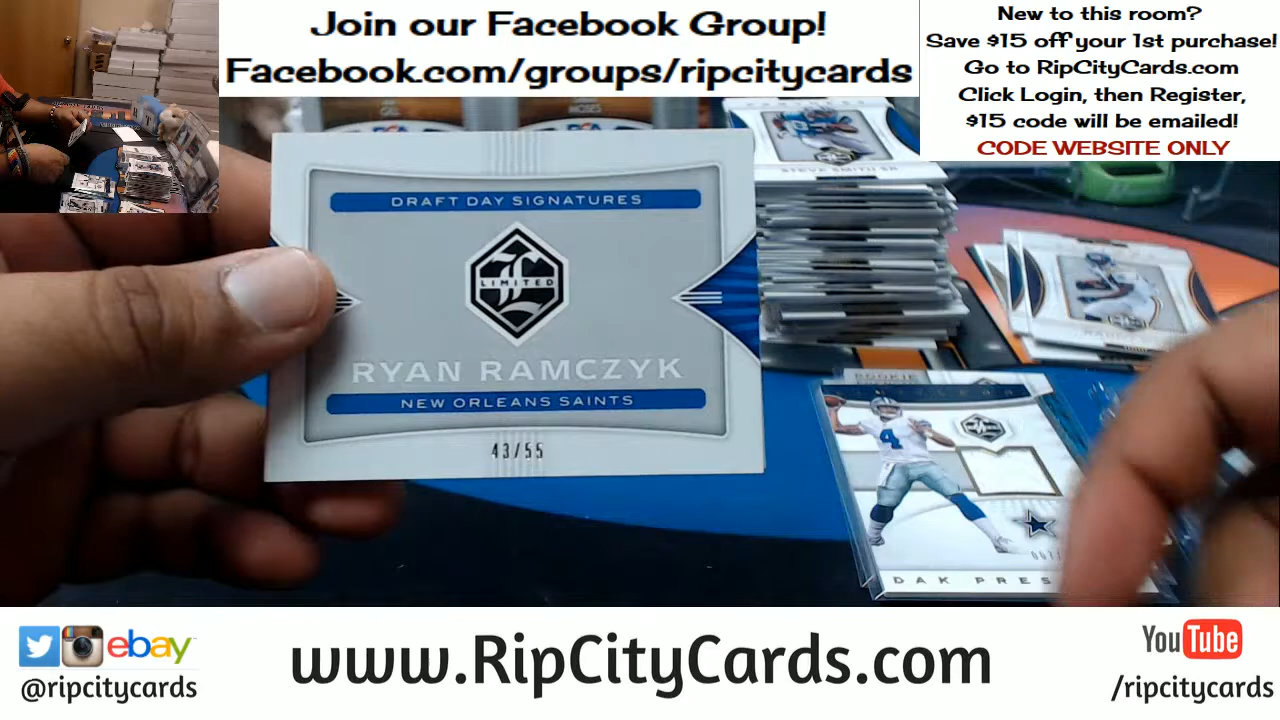 Join our Facebook Group!
Facebook.com/groups/ripcitycards
New to this room?
Save $15 off your 1st purchase!
Go to RipCityCards.com
Click Login, then Register,
$15 code will be emailed!
CODE WEBSITE ONLY
STEVE SMITH SR
DRAFT DAY SIGNATURES
LIMITED
RYAN RAMCZYK
NEW ORLEANS SAINTS
43/55
ROOKIE
4
DAK PRES
ebay
@ripcitycards
www.RipCityCards.com
YouTube
/ripcitycards